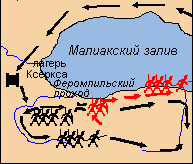 Малиакский залив
лагерь
Ксеркса
Фермопильский
проход